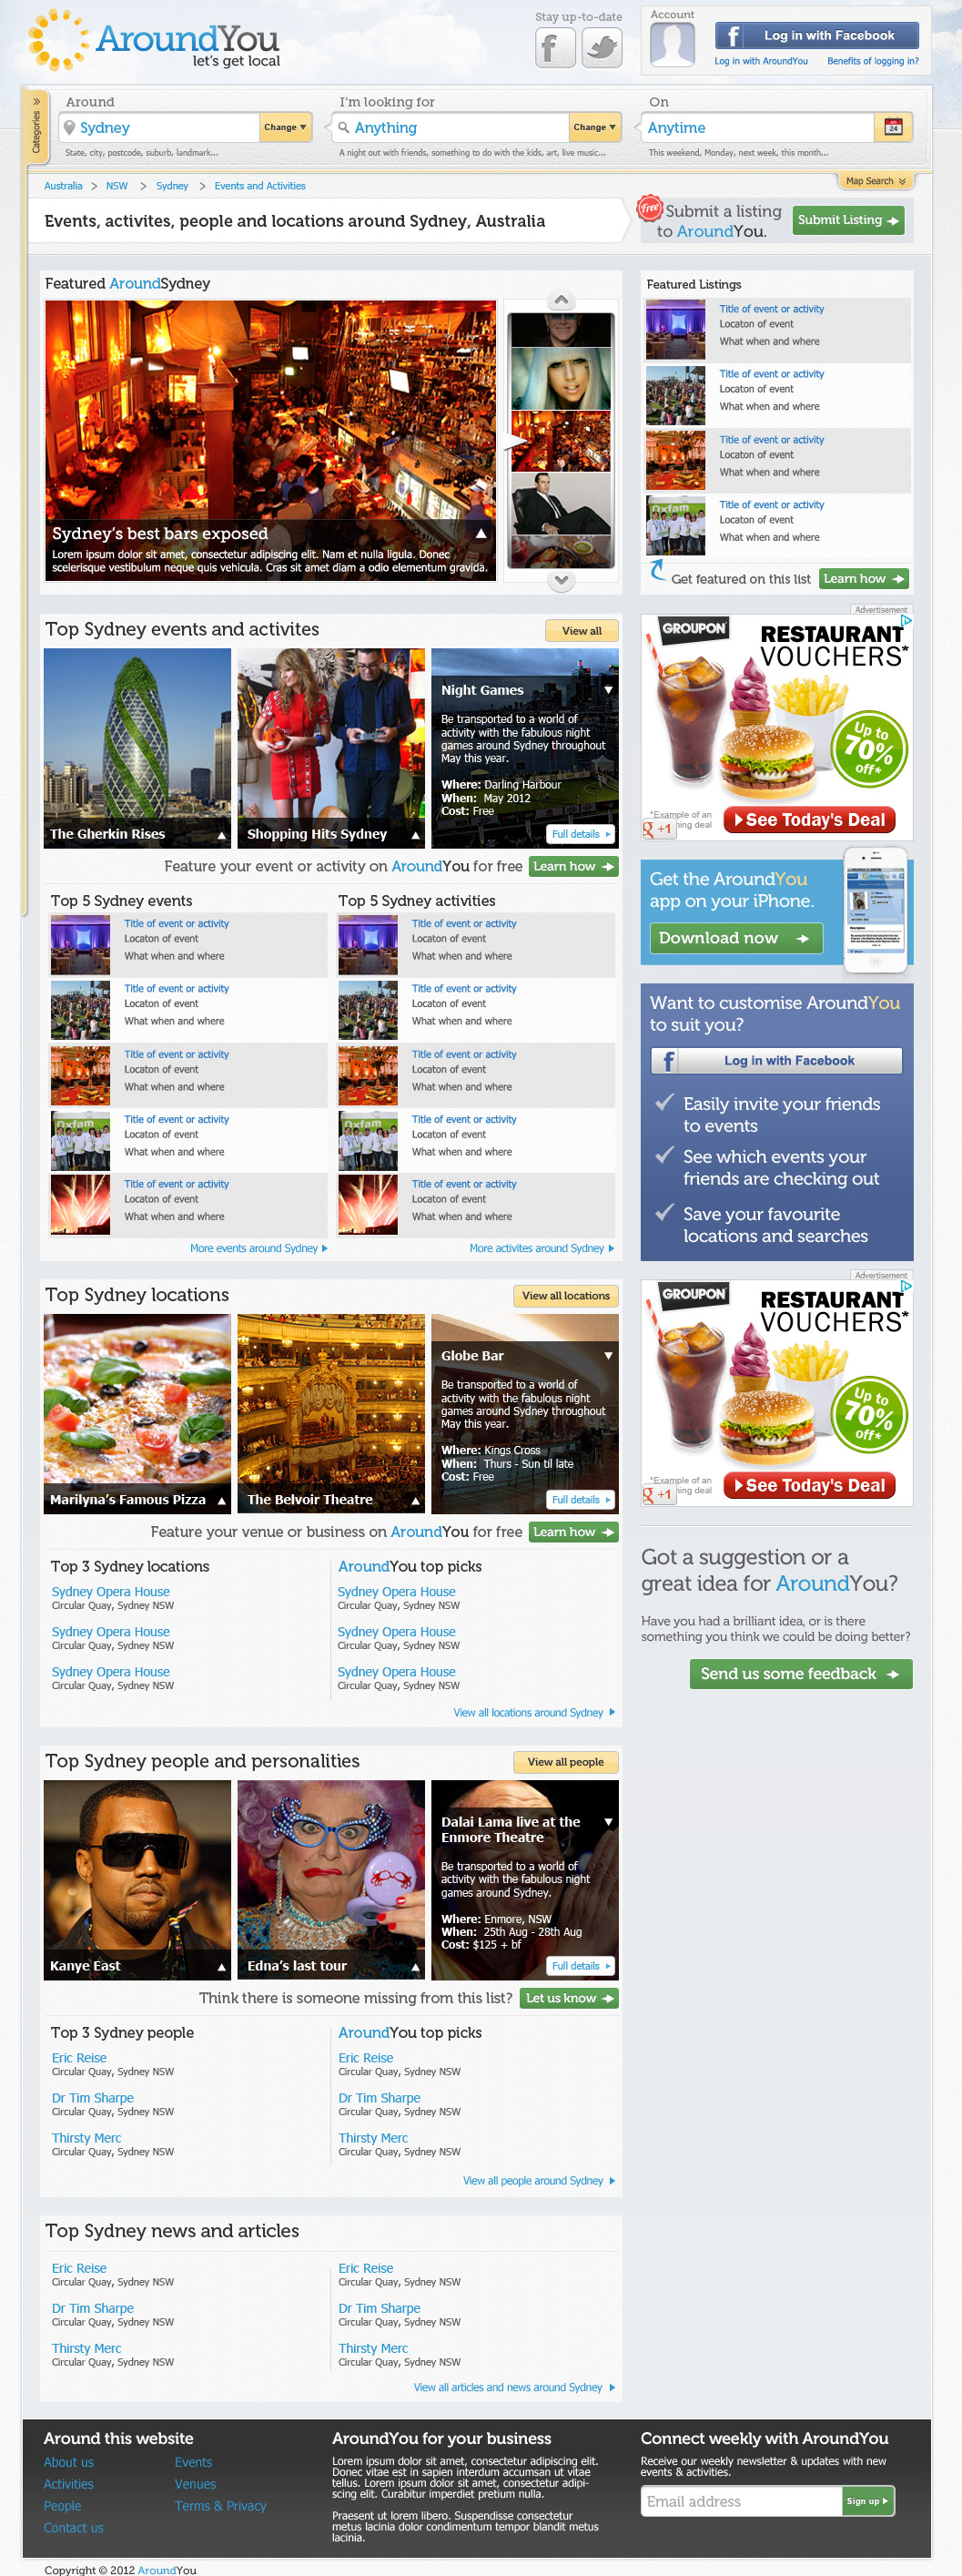 AroundYou
let's get local
Stay up-to-date
Account
Log in with Facebook
Log in with AroundYou
Benefits of logging in?
Categories
Around
Sydney
Change
State, city, postcode, suburb, landmark...
I'm looking for
Anything
Change
A night out with friends, something to do with the kids, art, live music...
On
Anytime
24
This weekend, Monday, next week, this month...
Map Search
Australia > NSW > Sydney > Events and Activities
Events, activites, people and locations around Sydney, Australia
Free
Submit a listing
to AroundYou.
Submit Listing
Featured AroundSydney
Sydney's best bars exposed
Lorem ipsum dolor sit amet, consectetur adipiscing elit. Nam et nulla ligula. Donec
scelerisque vestibulum neque quis vehicula. Cras sit amet diam a odio elementum gravida.
Featured Listings
Title of event or activity
Locaton of event
What when and where
Title of event or activity
Locaton of event
What when and where
Title of event or activity
Locaton of event
What when and where
Oxfam
Title of event or activity
Locaton of event
What when and where
Get featured on this list
Learn how
Top Sydney events and activites
View all
The Gherkin Rises
Shopping Hits Sydney
Night Games
Be transported to a world of
activity with the fabulous night
games around Sydney throughout
May this year.
Where: Darling Harbour
When: May 2012
Cost: Free
Full details
Feature your event or activity on AroundYou for free
Learn how
Top 5 Sydney events
Title of event or activity
Locaton of event
What when and where
Title of event or activity
Locaton of event
What when and where
Title of event or activity
Locaton of event
What when and where
Oxfam
Title of event or activity
Locaton of event
What when and where
Title of event or activity
Locaton of event
What when and where
More events around Sydney
Top 5 Sydney activities
Title of event or activity
Locaton of event
What when and where
Title of event or activity
Locaton of event
What when and where
Title of event or activity
Locaton of event
What when and where
Oxfam
Title of event or activity
Locaton of event
What when and where
Title of event or activity
Locaton of event
What when and where
More activites around Sydney
Advertisement
GROUPON
RESTAURANT
VOUCHERS*
Up to
70%
off*
*Example of an
ning deal
+1
See Today's Deal
Get the AroundYou
app on your iPhone.
Download now
Want to customise AroundYou
to suit you?
Log in with Facebook
Easily invite your friends
to events
See which events your
friends are checking out
Save your favourite
locations and searches
Advertisement
GROUPON
RESTAURANT
VOUCHERS*
Up to
70%
off*
*Example of an
ning deal
+1
See Today's Deal
Got a suggestion or a
great idea for AroundYou?
Have you had a brilliant idea, or is there
something you think we could be doing better?
Send us some feedback
Top Sydney locations
View all locations
Marilyna's Famous Pizza
The Belvoir Theatre
Globe Bar
Be transported to a world of
activity with the fabulous night
games around Sydney throughout
May this year.
Where: Kings Cross
When: Thurs - Sun til late
Cost: Free
Full details
Feature your venue or business on AroundYou for free
Learn how
Top 3 Sydney locations
Sydney Opera House
Circular Quay, Sydney NSW
Sydney Opera House
Circular Quay, Sydney NSW
Sydney Opera House
Circular Quay, Sydney NSW
AroundYou top picks
Sydney Opera House
Circular Quay, Sydney NSW
Sydney Opera House
Circular Quay, Sydney NSW
Sydney Opera House
Circular Quay, Sydney NSW
View all locations around Sydney
Top Sydney people and personalities
View all people
Kanye East
Edna's last tour
Dalai Lama live at the
Enmore Theatre
Be transported to a world of
activity with the fabulous night
games around Sydney.
Where: Enmore, NSW
When: 25th Aug - 28th Aug
Cost: $125 + bf
Full details
Think there is someone missing from this list?
Let us know
Top 3 Sydney people
Eric Reise
Circular Quay, Sydney NSW
Dr Tim Sharpe
Circular Quay, Sydney NSW
Thirsty Merc
Circular Quay, Sydney NSW
AroundYou top picks
Eric Reise
Circular Quay, Sydney NSW
Dr Tim Sharpe
Circular Quay, Sydney NSW
Thirsty Merc
Circular Quay, Sydney NSW
View all people around Sydney
Top Sydney news and articles
Eric Reise
Circular Quay, Sydney NSW
Dr Tim Sharpe
Circular Quay, Sydney NSW
Thirsty Merc
Circular Quay, Sydney NSW
Eric Reise
Circular Quay, Sydney NSW
Dr Tim Sharpe
Circular Quay, Sydney NSW
Thirsty Merc
Circular Quay, Sydney NSW
View all articles and news around Sydney
Around this website
About us
Activities
People
Contact us
Events
Venues
Terms & Privacy
AroundYou for your business
Lorem ipsum dolor sit amet, consectetur adipiscing elit.
Donec vitae est in sapien interdum accumsan ut vitae
tellus. Lorem ipsum dolor sit amet, consectetur adipi-
scing elit. Curabitur imperdiet pretium nulla.
Praesent ut lorem libero. Suspendisse consectetur
metus lacinia dolor condimentum tempor blandit metus
lacinia.
Connect weekly with AroundYou
Receive our weekly newsletter & updates with new
events & activities.
Email address
Sign up
Copyright © 2012 AroundYou